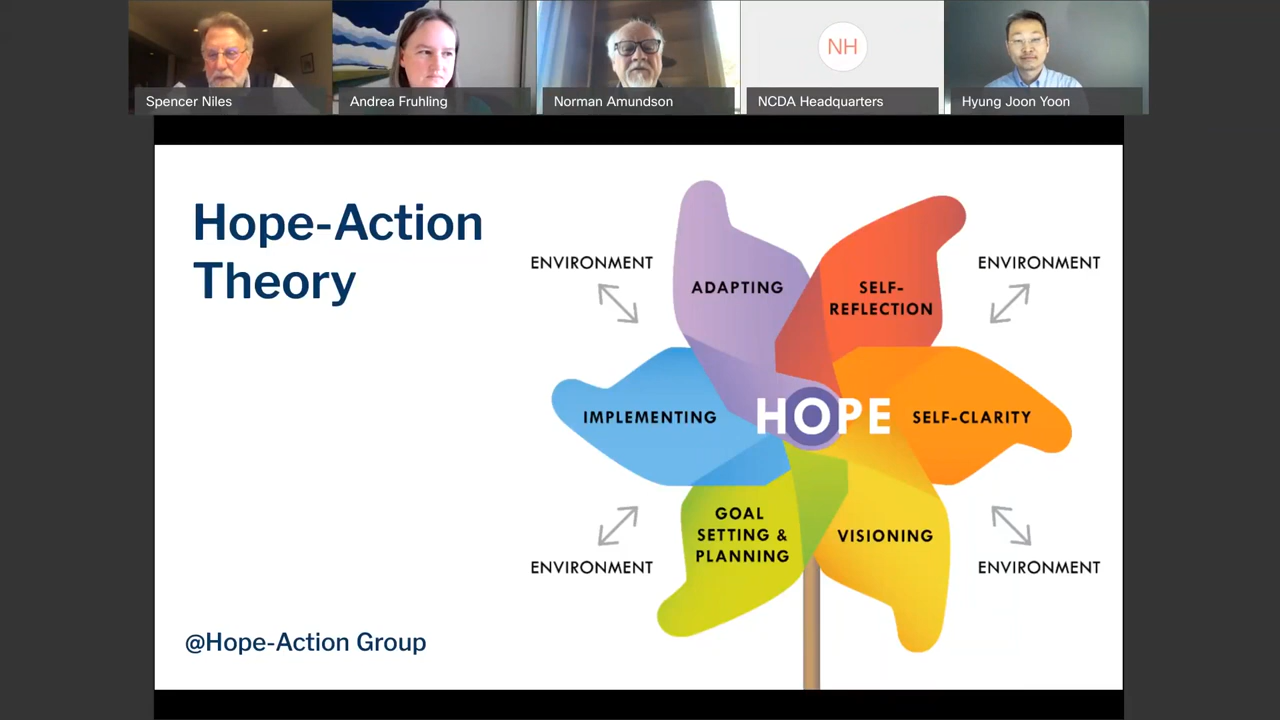 Spencer Niles
Andrea Fruhling
Norman Amundson
NH
NCDA Headquarters
Hyung Joon Yoon
Hope-Action
Theory
ENVIRONMENT
ENVIRONMENT
ADAPTING
SELF-
REFLECTION
IMPLEMENTING
HOPE
SELF-CLARITY
GOAL
SETTING &
PLANNING
VISIONING
ENVIRONMENT
ENVIRONMENT
@Hope-Action Group